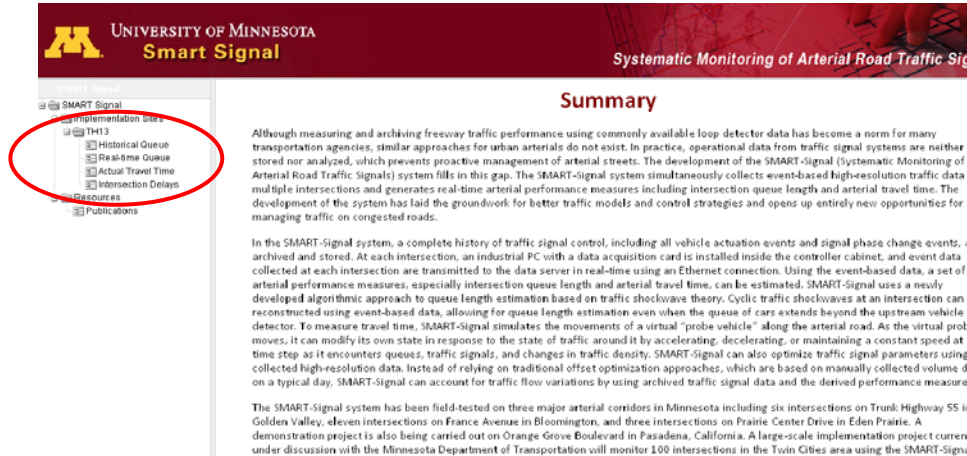 UNIVERSITY OF MINNESOTA
Smart Signal
Systematic Monitoring of Arterial Road Traffic Sig
SMART Signal
SMART Signal
Implementation Sites
TH13
Historical Queue
Real-time Queue
Actual Travel Time
Intersection Delays
Resources
Publications
Summary
Although measuring and archiving freeway traffic performance using commonly available loop detector data has become a norm for many
transportation agencies, similar approaches for urban arterials do not exist. In practice, operational data from traffic signal systems are neither
stored nor analyzed, which prevents proactive management of arterial streets. The development of the SMART-Signal (Systematic Monitoring of
Arterial Road Traffic Signals) system fills in this gap. The SMART-Signal system simultaneously collects event-based high-resolution traffic data
multiple intersections and generates real-time arterial performance measures including intersection queue length and arterial travel time. The
development of the system has laid the groundwork for better traffic models and control strategies and opens up entirely new opportunities for
managing traffic on congested roads.
In the SMART-Signal system, a complete history of traffic signal control, including all vehicle actuation events and signal phase change events, a
archived and stored. At each intersection, an industrial PC with a data acquisition card is installed inside the controller cabinet, and event data
collected at each intersection are transmitted to the data server in real-time using an Ethernet connection. Using the event-based data, a set of
arterial performance measures, especially intersection queue length and arterial travel time, can be estimated. SMART-Signal uses a newly
developed algorithmic approach to queue length estimation based on traffic shockwave theory. Cyclic traffic shockwaves at an intersection can
reconstructed using event-based data, allowing for queue length estimation even when the queue of cars extends beyond the upstream vehicle
detector. To measure travel time, SMART-Signal simulates the movements of a virtual "probe vehicle" along the arterial road. As the virtual prob
moves, it can modify its own state in response to the state of traffic around it by accelerating, decelerating, or maintaining a constant speed at
time step as it encounters queues, traffic signals, and changes in traffic density. SMART-Signal can also optimize traffic signal parameters using
collected high-resolution data. Instead of relying on traditional offset optimization approaches, which are based on manually collected volume d
on a typical day, SMART-Signal can account for traffic flow variations by using archived traffic signal data and the derived performance measure
The SMART-Signal system has been field-tested on three major arterial corridors in Minnesota including six intersections on Trunk Highway 55 i
Golden Valley, eleven intersections on France Avenue in Bloomington, and three intersections on Prairie Center Drive in Eden Prairie. A
demonstration project is also being carried out on Orange Grove Boulevard in Pasadena, California. A large-scale implementation project curren
under discussion with the Minnesota Department of Transportation will monitor 100 intersections in the Twin Cities area using the SMART-Signa